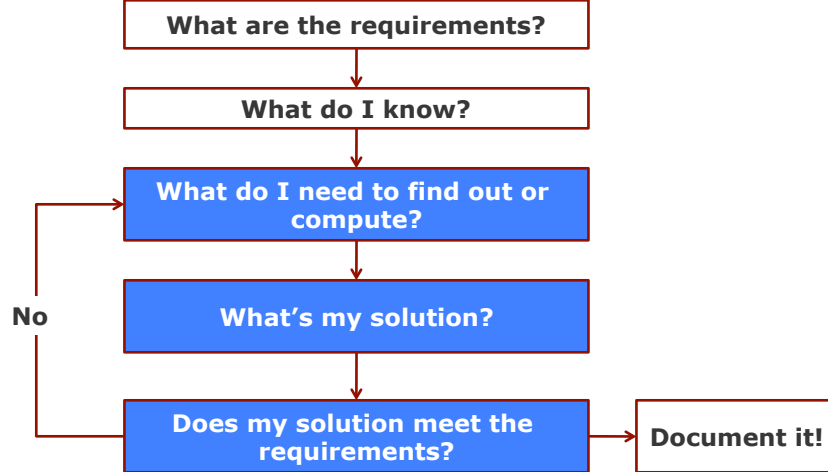 What are the requirements?
What do I know?
What do I need to find out or
compute?
What's my solution?
No
Does my solution meet the
requirements?
Document it!